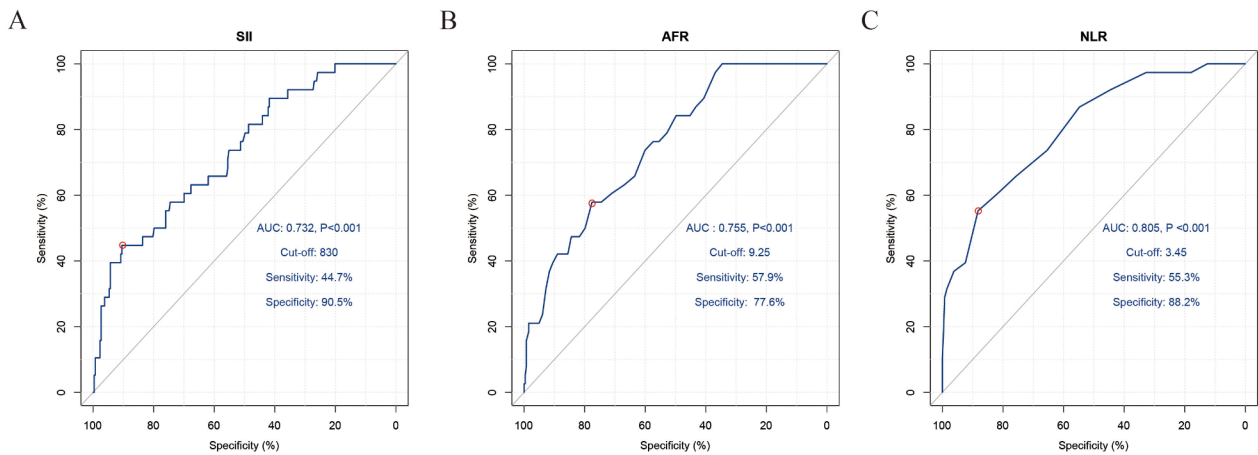 A
SII
Sensitivity (%)
100
80
60
40
20
0
AUC: 0.732, P<0.001
Cut-off: 830
Sensitivity: 44.7%
Specificity: 90.5%
100 80 60 40 20 0
Specificity (%)
B
AFR
Sensitivity (%)
100
80
60
40
20
0
AUC : 0.755, P<0.001
Cut-off: 9.25
Sensitivity: 57.9%
Specificity: 77.6%
100 80 60 40 20 0
Specificity (%)
C
NLR
Sensitivity (%)
100
80
60
40
20
0
AUC: 0.805, P <0.001
Cut-off: 3.45
Sensitivity: 55.3%
Specificity: 88.2%
100 80 60 40 20 0
Specificity (%)